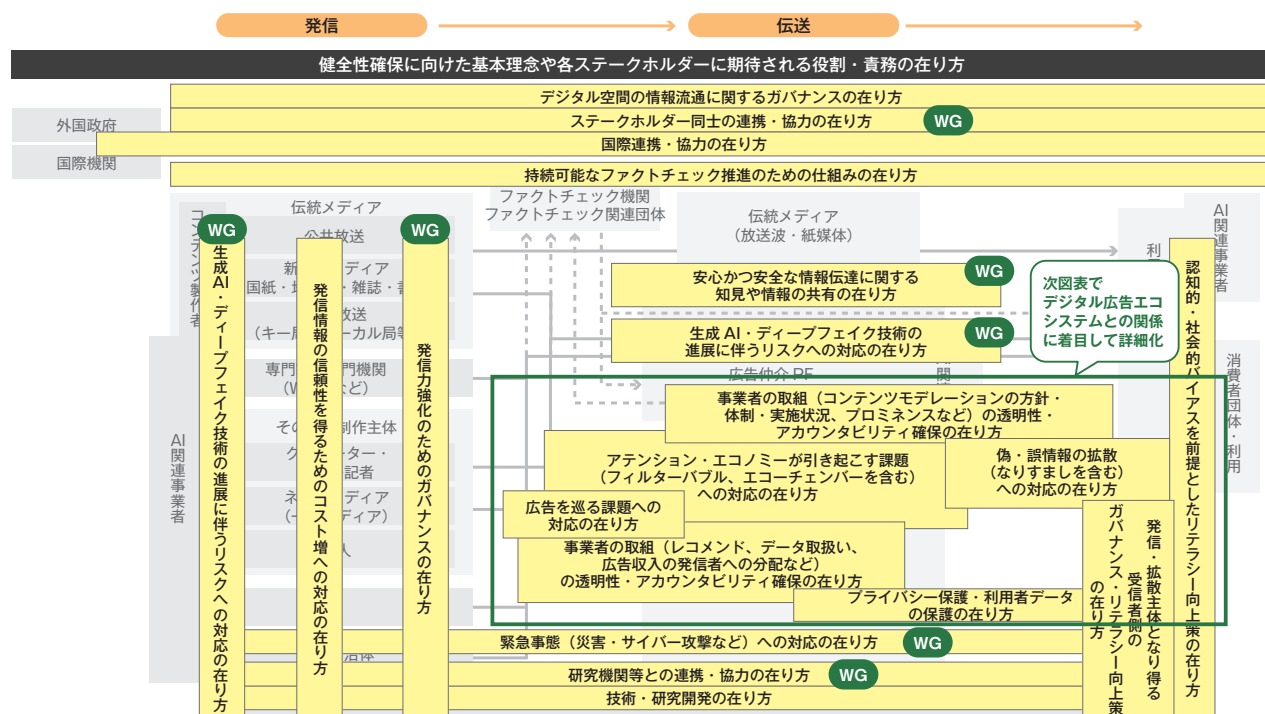 発信
伝送
健全性確保に向けた基本理念や各ステークホルダーに期待される役割・責務の在り方
デジタル空間の情報流通に関するガバナンスの在り方
外国政府
ステークホルダー同士の連携・協力の在り方
WG
国際連携・協力の在り方
国際機関
持続可能なファクトチェック推進のための仕組みの在り方
コンテンツ製作者
伝統メディア
公共放送
ファクトチェック機関
ファクトチェック関連団体
伝統メディア
（放送波・紙媒体）
AI関連事業者
WG
生成AI・ディープフェイク技術の進展に伴うリスクへの対応の在り方
発信情報の信頼性を得るためのコスト増への対応の在り方
WG
発信力強化のためのガバナンスの在り方
AI関連事業者
安心かつ安全な情報伝達に関する
知見や情報の共有の在り方
WG
生成AI・ディープフェイク技術の
進展に伴うリスクへの対応の在り方
WG
次図表で
デジタル広告エコ
システムとの関係
に着目して詳細化
広告仲介PF
事業者の取組（コンテンツモデレーションの方針・
体制・実施状況、プロミネンスなど）の透明性・
アカウンタビリティ確保の在り方
アテンション・エコノミーが引き起こす課題
（フィルターバブル、エコーチェンバーを含む）
への対応の在り方
偽・誤情報の拡散
（なりすましを含む）
への対応の在り方
広告を巡る課題への
対応の在り方
事業者の取組（レコメンド、データ取扱い、
広告収入の発信者への分配など）
の透明性・アカウンタビリティ確保の在り方
プライバシー保護・利用者データ
の保護の在り方
発信・拡散主体となり得る
受信者側の
ガバナンス・リテラシー向上策
の在り方
認知的・社会的バイアスを前提としたリテラシー向上策の在り方
消費者団体・利用
緊急事態（災害・サイバー攻撃など）への対応の在り方
WG
研究機関等との連携・協力の在り方
WG
技術・研究開発の在り方